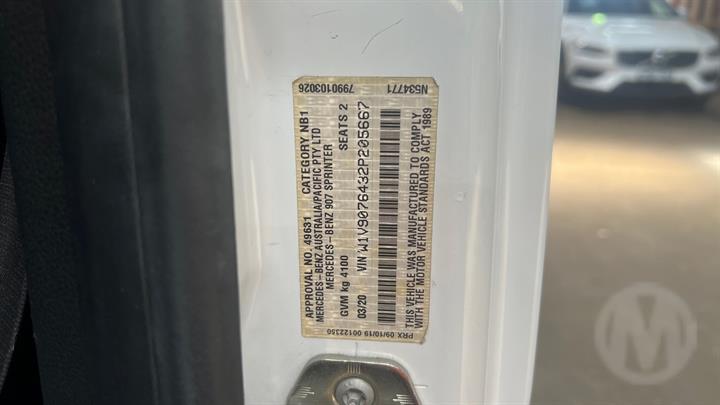 7990103026
N534771
APPROVAL NO. 49631 CATEGORY NB1
MERCEDES-BENZ AUSTRALIA/PACIFIC PTY LTD
MERCEDES-BENZ 907 SPRINTER
GVM kg 4100 SEATS 2
03/20 VIN W1V9076432P205667
THIS VEHICLE WAS MANUFACTURED TO COMPLY
WITH THE MOTOR VEHICLE STANDARDS ACT 1989
PRX 09/10/19 00122350
M